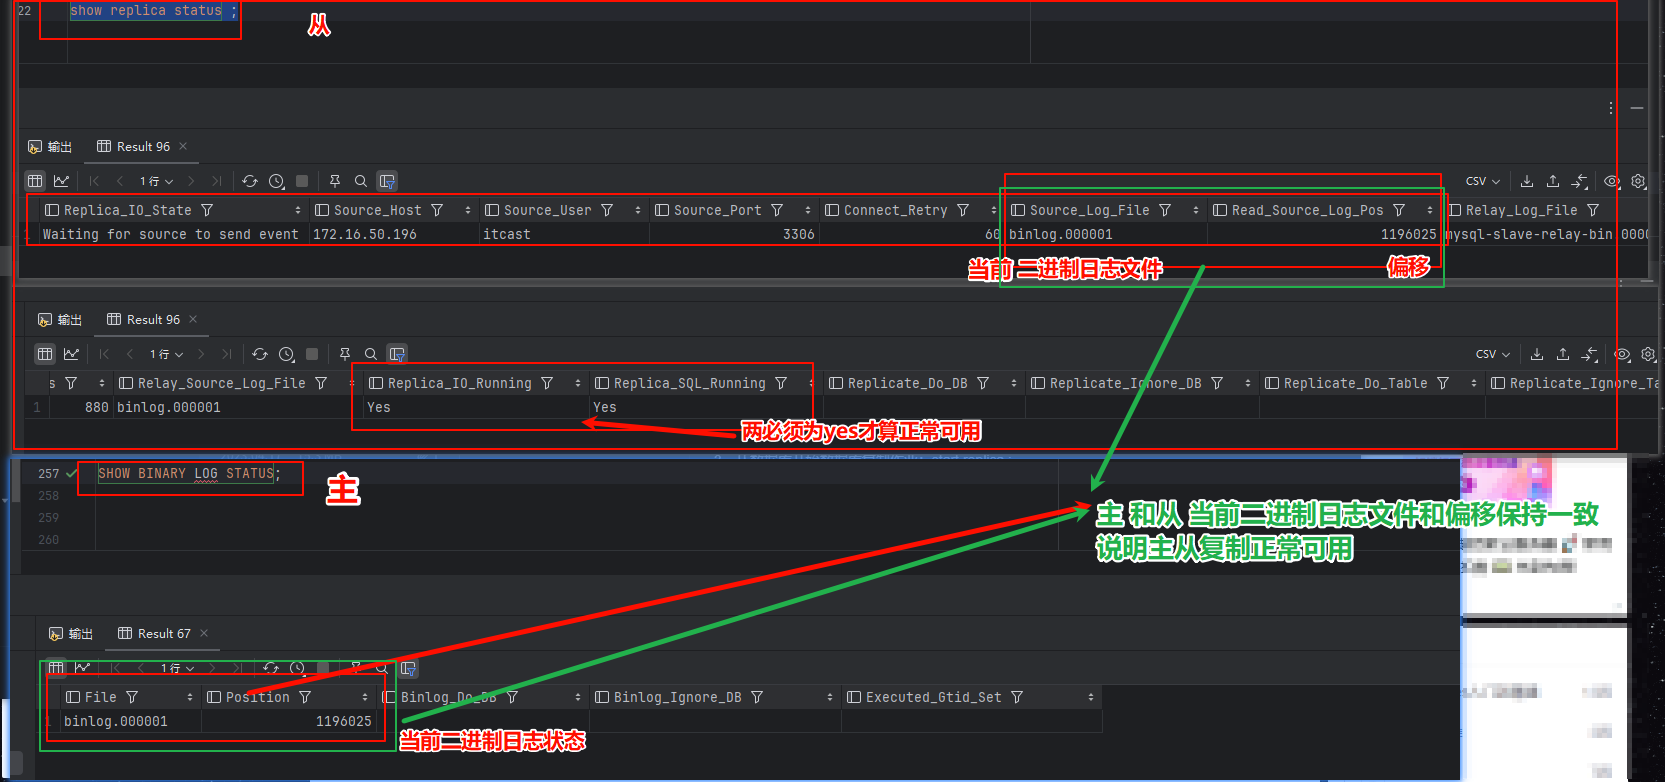 22 show replica status ;
从
输出 Result 96
1行 CSV
Replica_IO_State Source_Host Source_User Source_Port Connect_Retry Source_Log_File Read_Source_Log_Pos Relay_Log_File
1 Waiting for source to send event 172.16.50.196 itcast 3306 60 binlog.000001 1196025 mysql-slave-relay-bin.0000
当前 二进制日志文件 偏移
输出 Result 96
1行 CSV
s Relay_Source_Log_File Replica_IO_Running Replica_SQL_Running Replicate_Do_DB Replicate_Ignore_DB Replicate_Do_Table Replicate_Ignore_Ta
1 880 binlog.000001 Yes Yes
两必须为yes才算正常可用
257 SHOW BINARY LOG STATUS;
主
258
259
260
主 和从 当前二进制日志文件和偏移保持一致
说明主从复制正常可用
输出 Result 67
1行
File Position Binlog_Do_DB Binlog_Ignore_DB Executed_Gtid_Set
1 binlog.000001 1196025
当前二进制日志状态